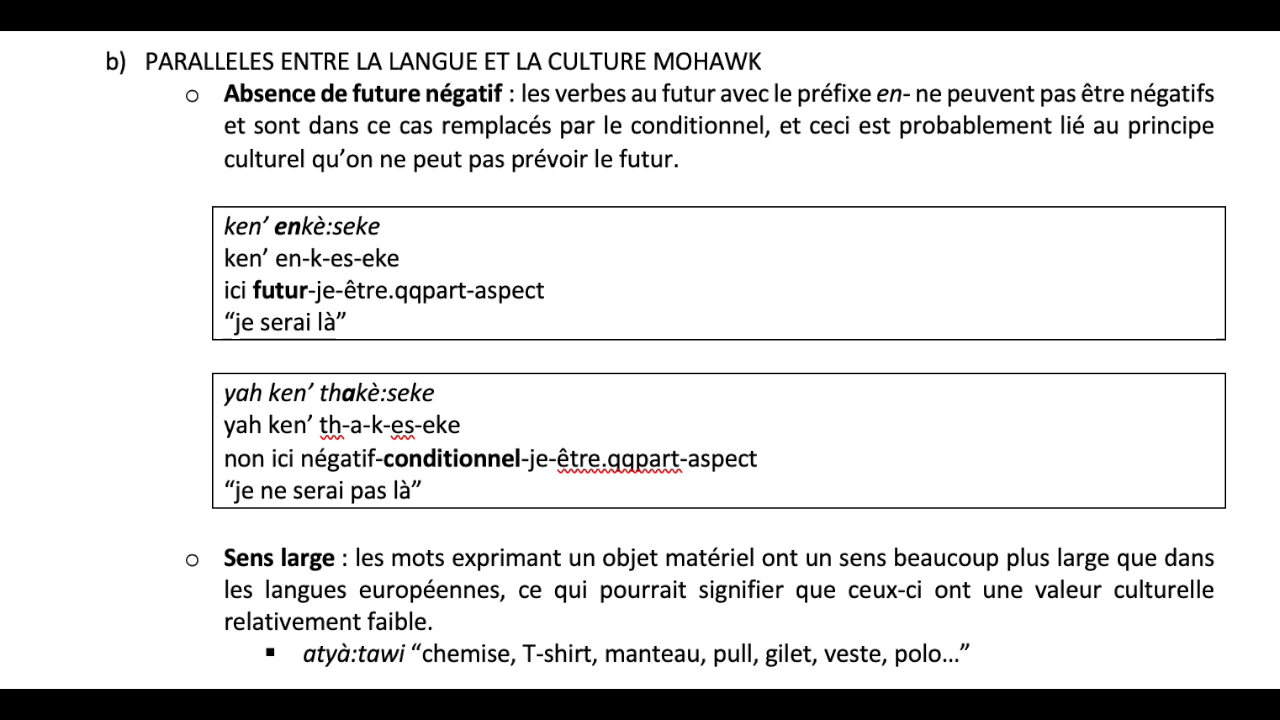 b) PARALLELES ENTRE LA LANGUE ET LA CULTURE MOHAWK
o Absence de future négatif : les verbes au futur avec le préfixe en- ne peuvent pas être négatifs
et sont dans ce cas remplacés par le conditionnel, et ceci est probablement lié au principe
culturel qu’on ne peut pas prévoir le futur.
ken’ enkè:seke
ken’ en-k-es-eke
ici futur-je-être.qqpart-aspect
“je serai là”
yah ken’ thakè:seke
yah ken’ th-a-k-es-eke
non ici négatif-conditionnel-je-être.qqpart-aspect
“je ne serai pas là”
o Sens large : les mots exprimant un objet matériel ont un sens beaucoup plus large que dans
les langues européennes, ce qui pourrait signifier que ceux-ci ont une valeur culturelle
relativement faible.
▪ atyà:tawi “chemise, T-shirt, manteau, pull, gilet, veste, polo…”